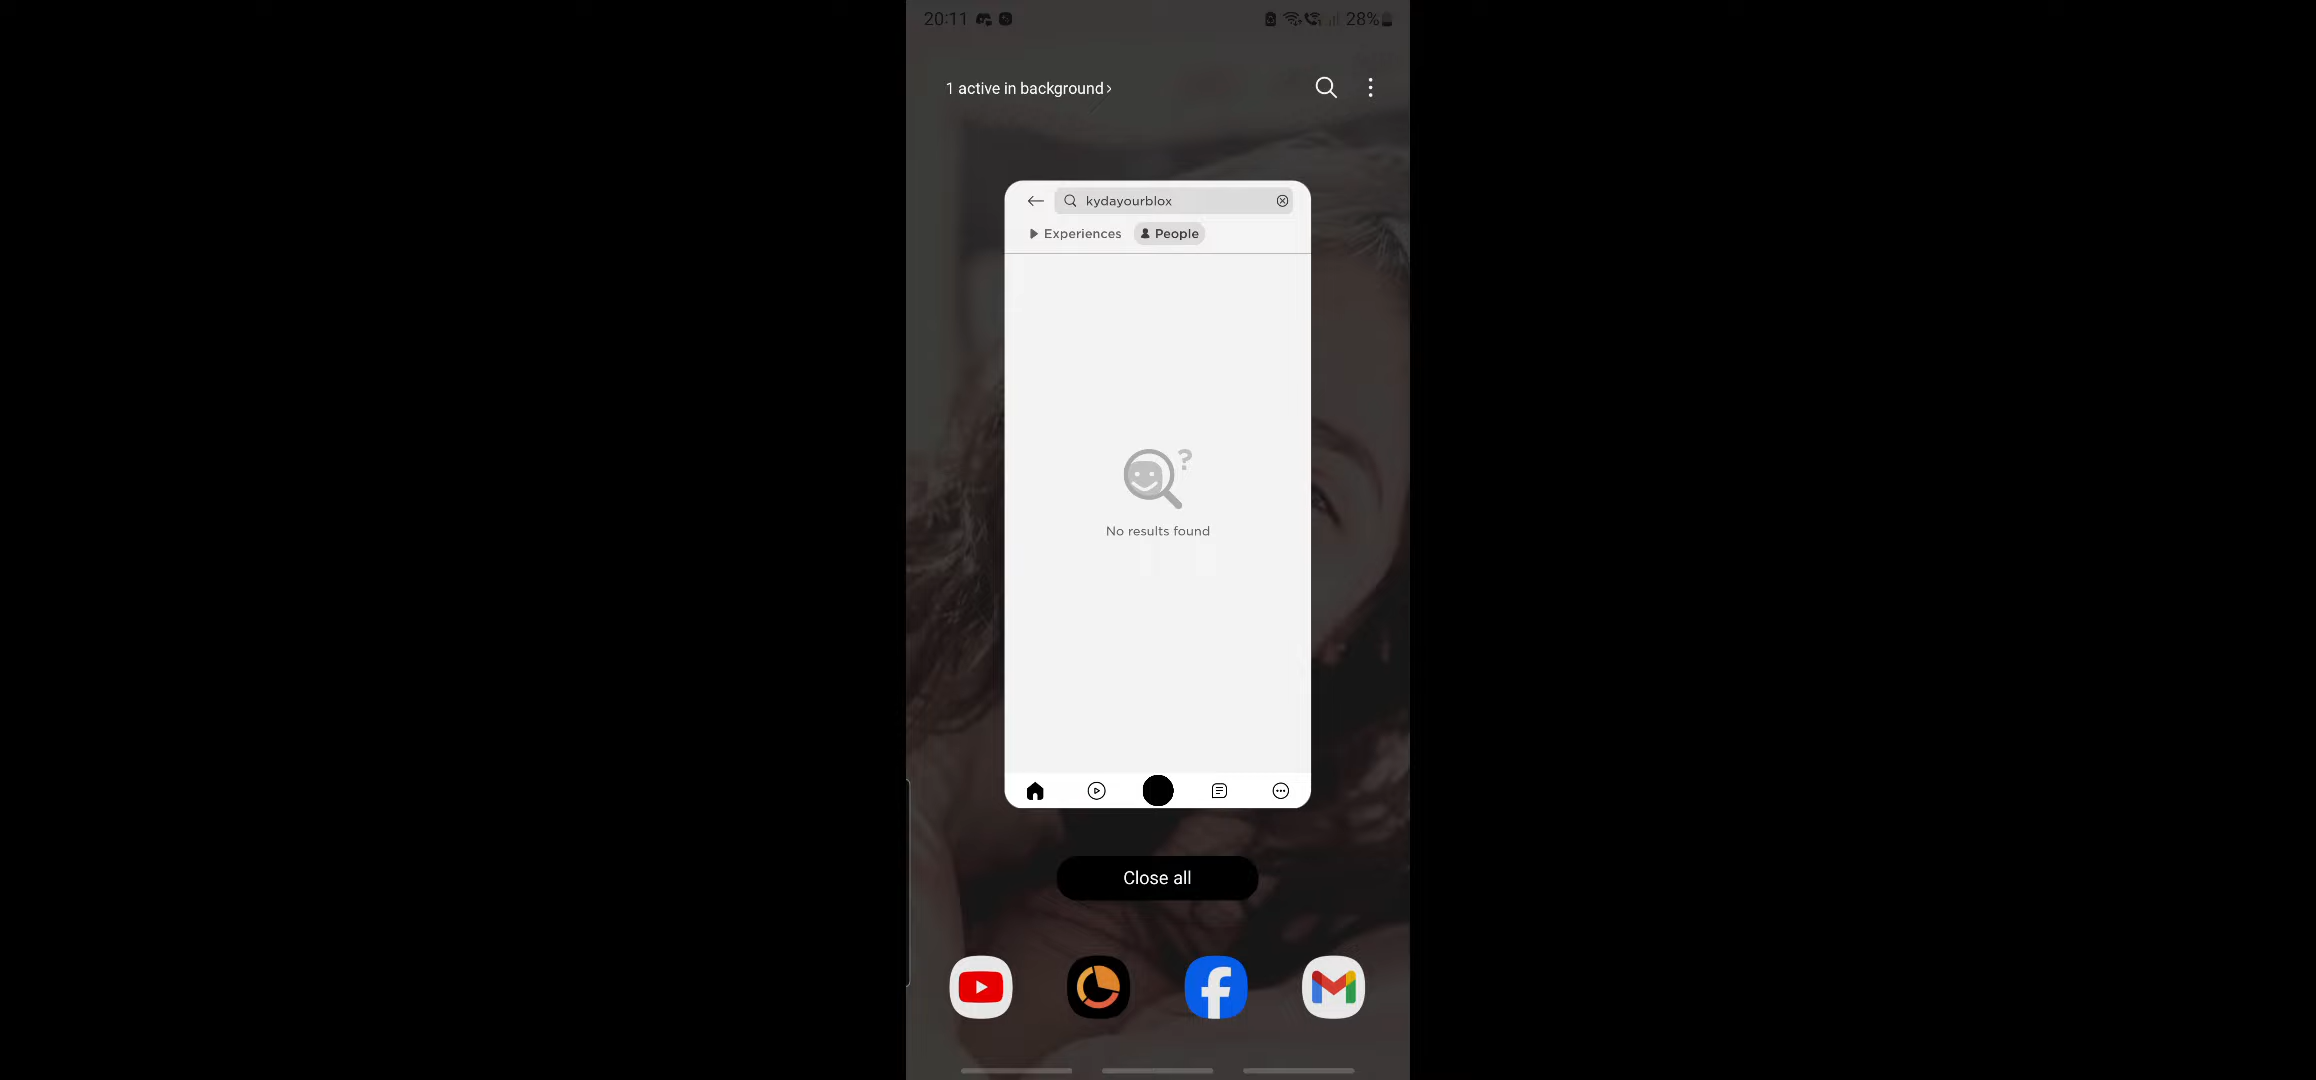 20:11 28%
1 active in background ›
kydayourblox
Experiences People
?
No results found
Close all